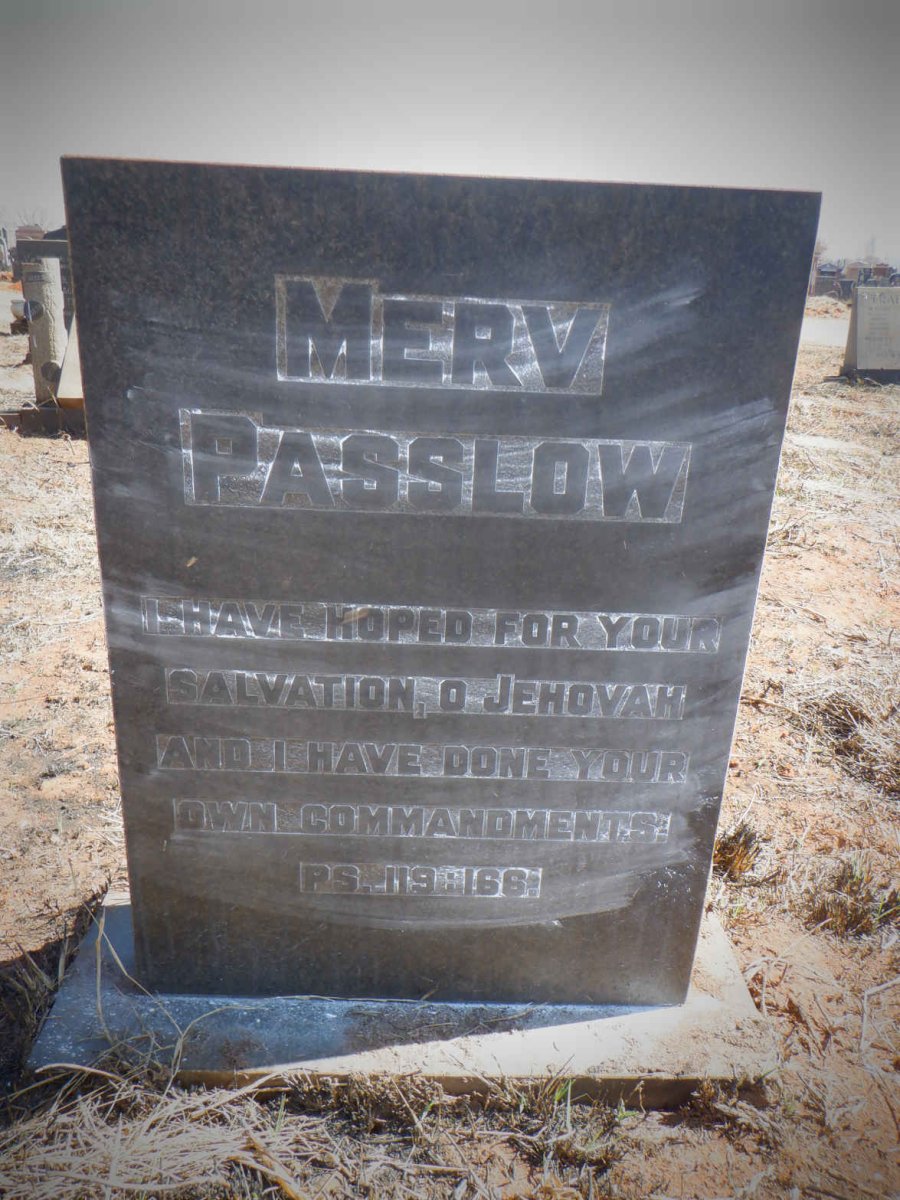 MERV
PASSLOW
I HAVE HOPED FOR YOUR
SALVATION, O JEHOVAH
AND I HAVE DONE YOUR
OWN COMMANDMENTS.
PS. 119:166.